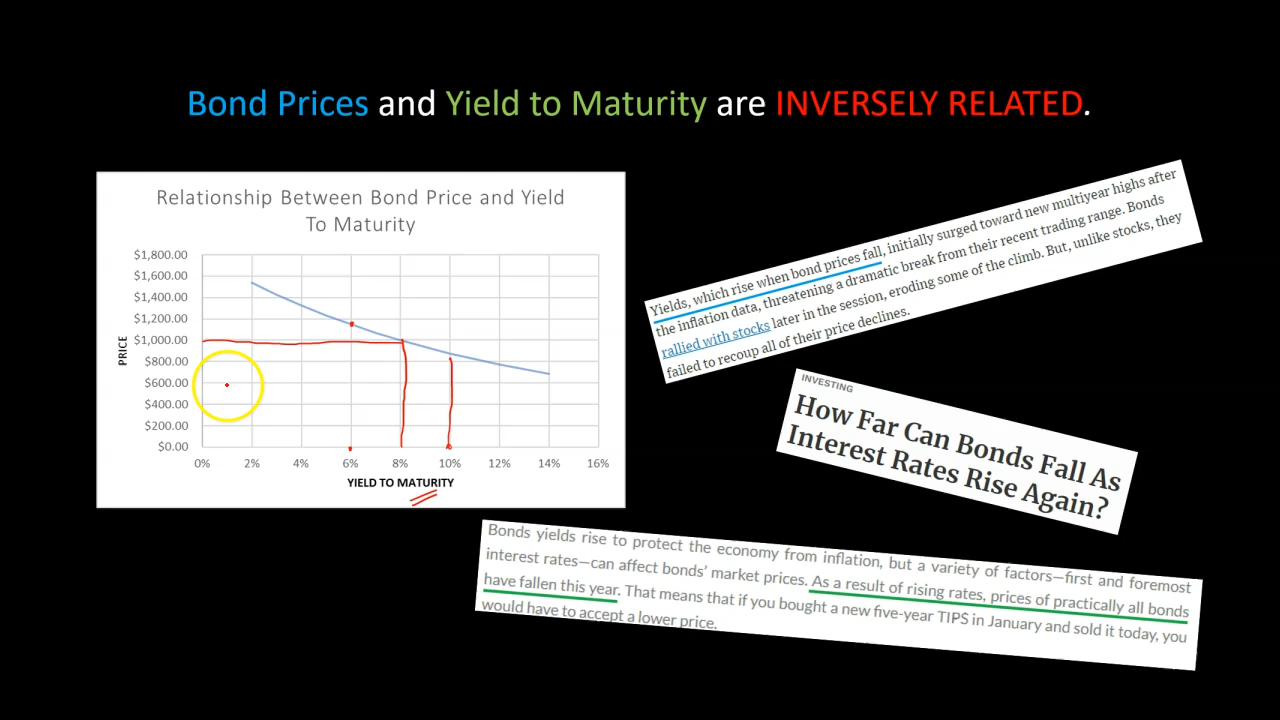 Bond Prices and Yield to Maturity are INVERSELY RELATED.
Relationship Between Bond Price and Yield
To Maturity
$1,800.00
$1,600.00
$1,400.00
$1,200.00
$1,000.00
$800.00
$600.00
$400.00
$200.00
$0.00
PRICE
0% 2% 4% 6% 8% 10% 12% 14% 16%
YIELD TO MATURITY
Yields, which rise when bond prices fall, initially surged toward new multiyear highs after
the inflation data, threatening a dramatic break from their recent trading range. Bonds
rallied with stocks later in the session, eroding some of the climb. But, unlike stocks, they
failed to recoup all of their price declines.
INVESTING
How Far Can Bonds Fall As
Interest Rates Rise Again?
Bonds yields rise to protect the economy from inflation, but a variety of factors—first and foremost
interest rates—can affect bonds’ market prices. As a result of rising rates, prices of practically all bonds
have fallen this year. That means that if you bought a new five-year TIPS in January and sold it today, you
would have to accept a lower price.